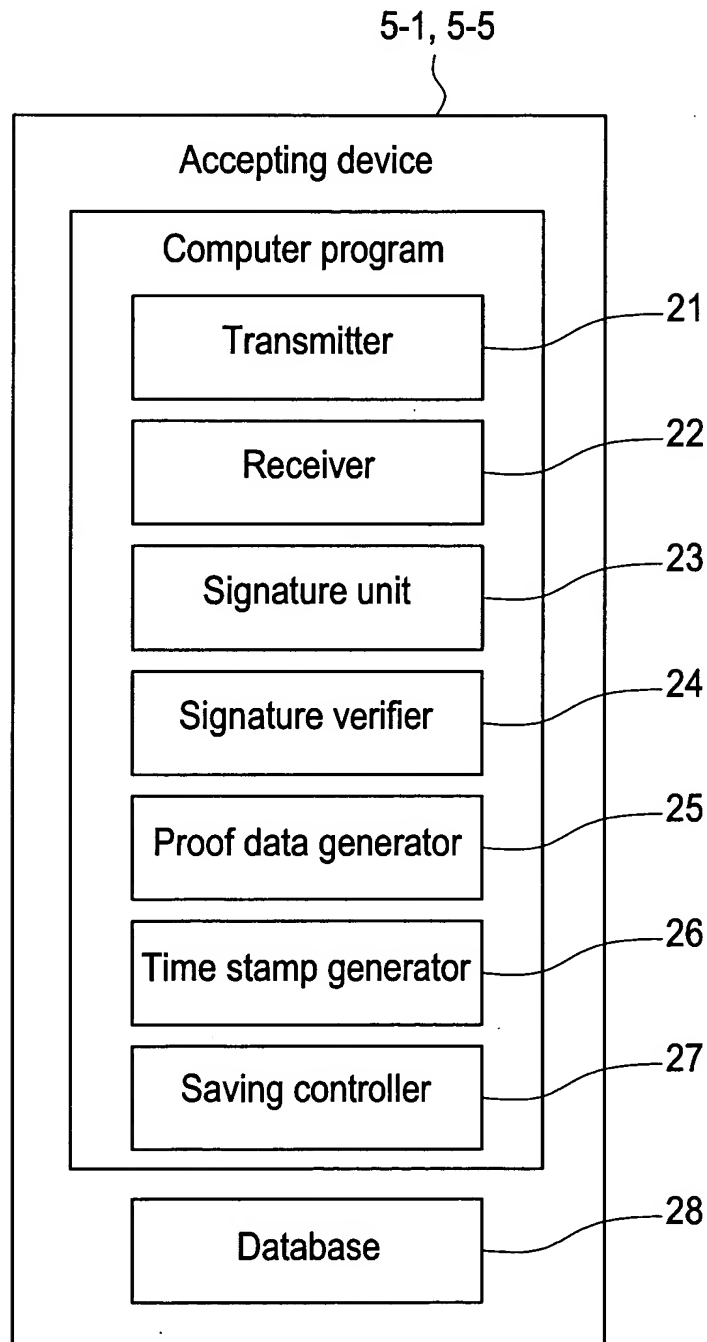 5-1, 5-5
Accepting device
Computer program
Transmitter
21
Receiver
22
Signature unit
23
Signature verifier
24
Proof data generator
25
Time stamp generator
26
Saving controller
27
Database
28